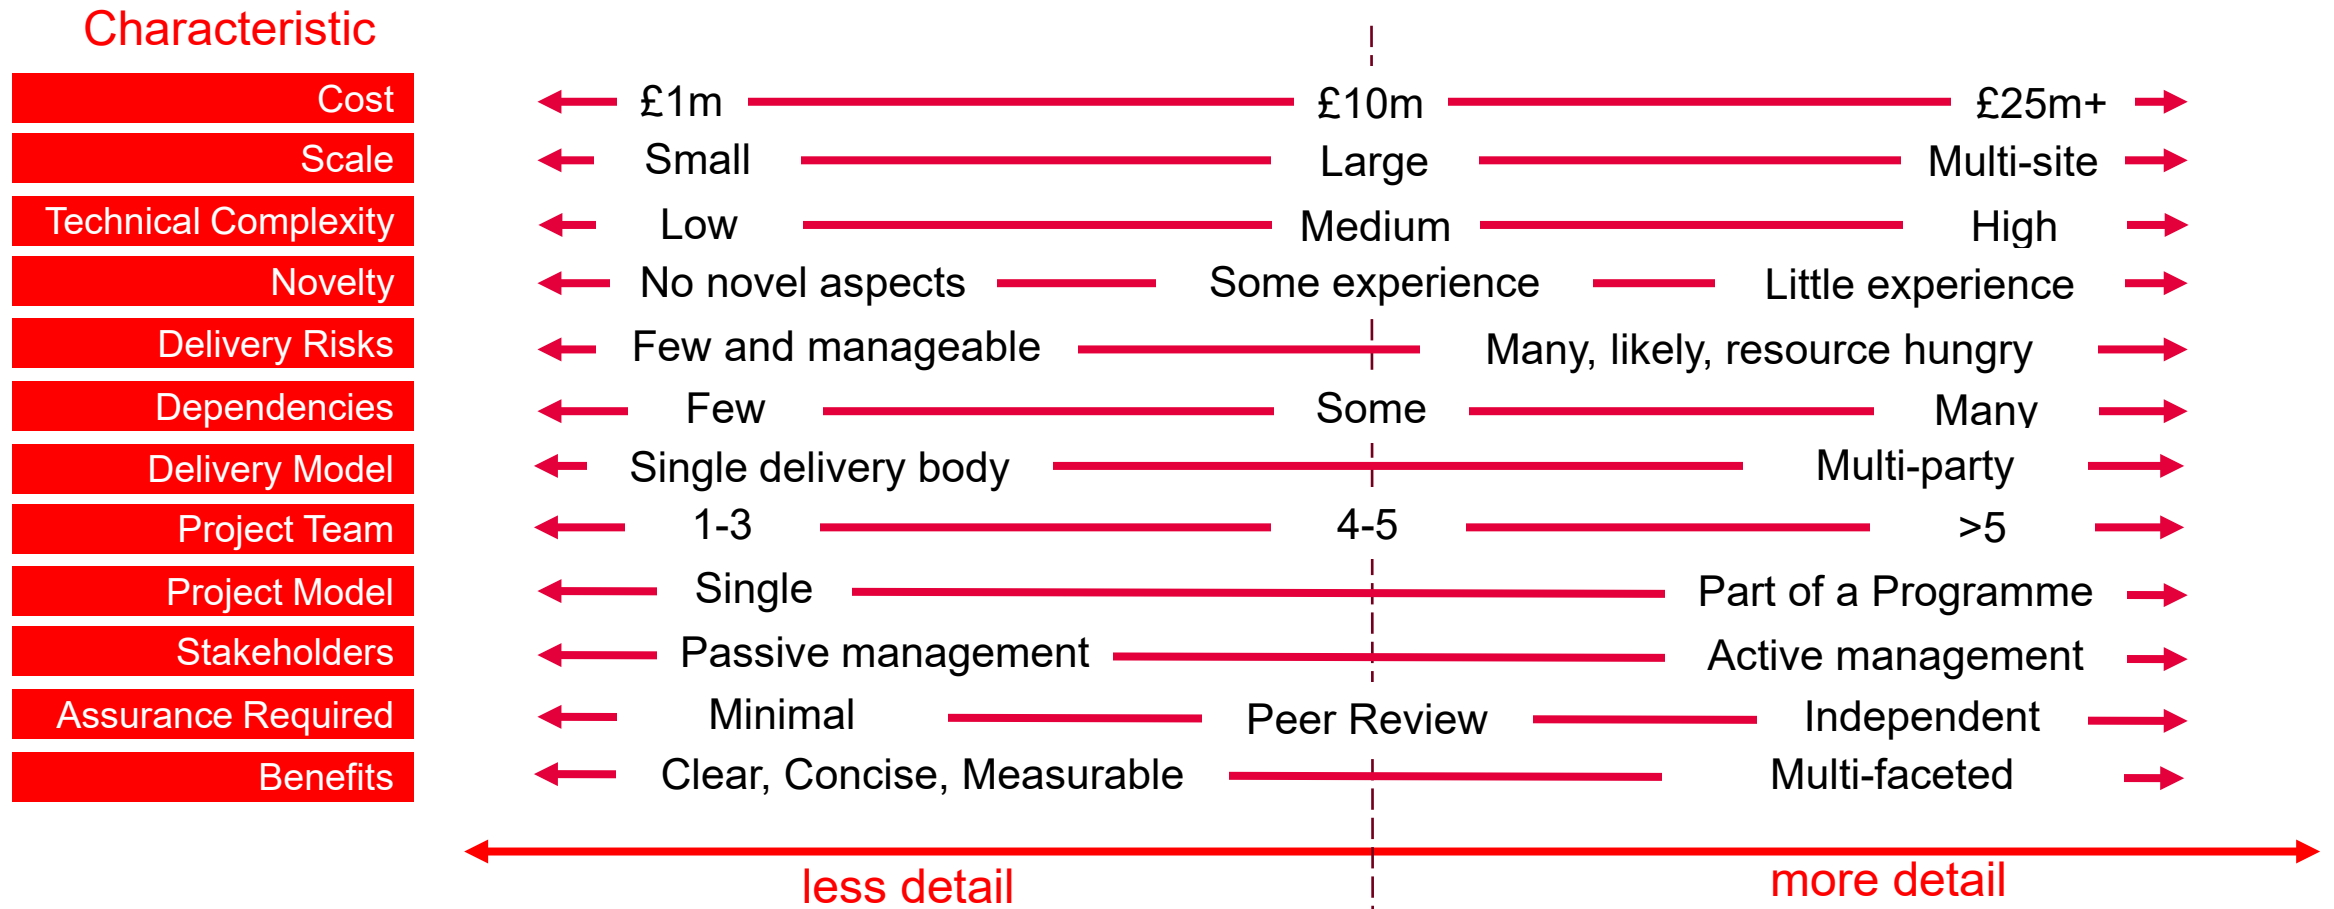 Characteristic
Cost £1m £10m £25m+
Scale Small Large Multi-site
Technical Complexity Low Medium High
Novelty No novel aspects Some experience Little experience
Delivery Risks Few and manageable Many, likely, resource hungry
Dependencies Few Some Many
Delivery Model Single delivery body Multi-party
Project Team 1-3 4-5 >5
Project Model Single Part of a Programme
Stakeholders Passive management Active management
Assurance Required Minimal Peer Review Independent
Benefits Clear, Concise, Measurable Multi-faceted
less detail more detail